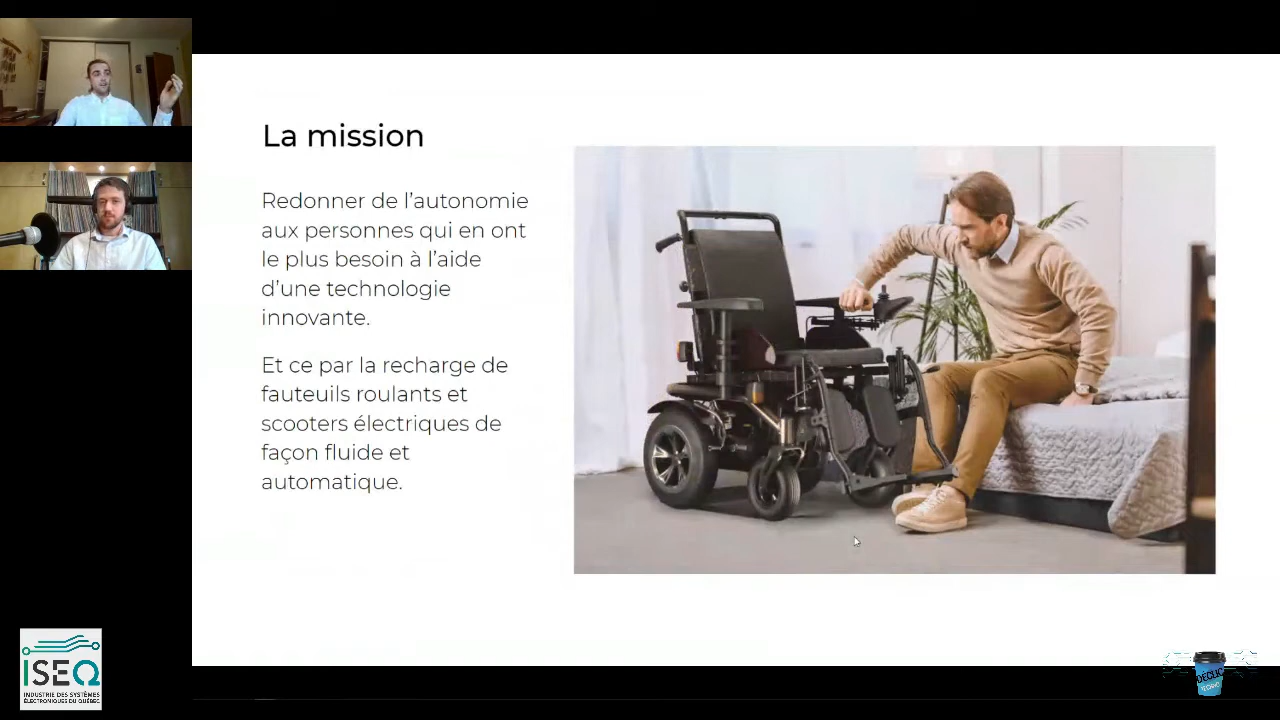 La mission
Redonner de l’autonomie
aux personnes qui en ont
le plus besoin à l’aide
d’une technologie
innovante.
Et ce par la recharge de
fauteuils roulants et
scooters électriques de
façon fluide et
automatique.
ISEQ
INDUSTRIE DES SYSTÈMES
ÉLECTRONIQUES DU QUÉBEC
DÉCLIC
TECHNO